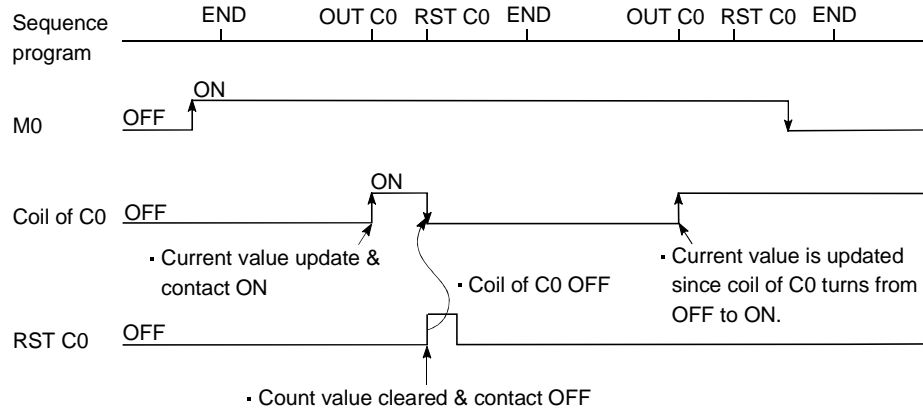 END OUT C0 RST C0 END OUT C0 RST C0 END
Sequence
program
ON
M0 OFF
ON
Coil of C0 OFF
▪ Current value update &
contact ON
▪ Coil of C0 OFF
▪ Current value is updated
since coil of C0 turns from
OFF to ON.
RST C0 OFF
▪ Count value cleared & contact OFF